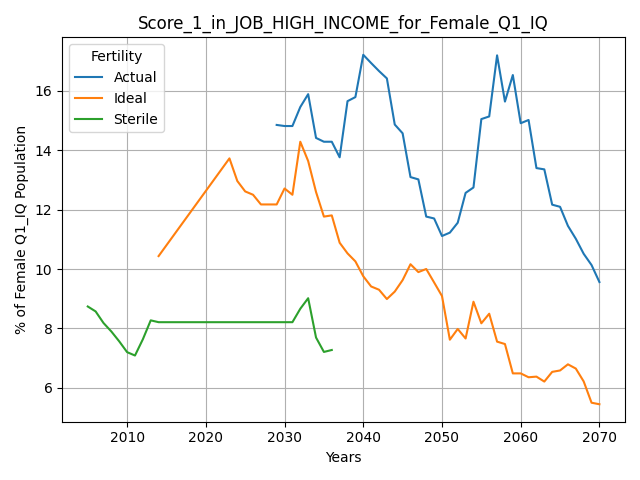 Score_1_in_JOB_HIGH_INCOME_for_Female_Q1_IQ
Fertility
Actual
Ideal
Sterile
% of Female Q1_IQ Population
16
14
12
10
8
6
2010 2020 2030 2040 2050 2060 2070
Years